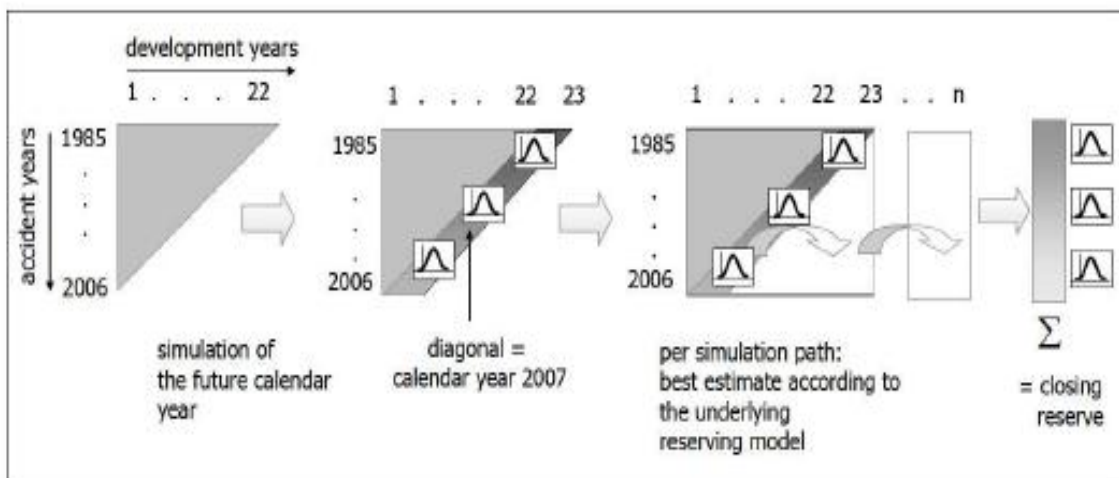 development years
1 . . . 22
accident years
1985
.
.
.
2006
simulation of
the future calendar
year
1 . . . . 22 23
1985
.
.
.
2006
diagonal =
calendar year 2007
1 . . . . 22 23 . . n
1985
.
.
.
2006
per simulation path:
best estimate according to
the underlying
reserving model
Σ
= closing
reserve